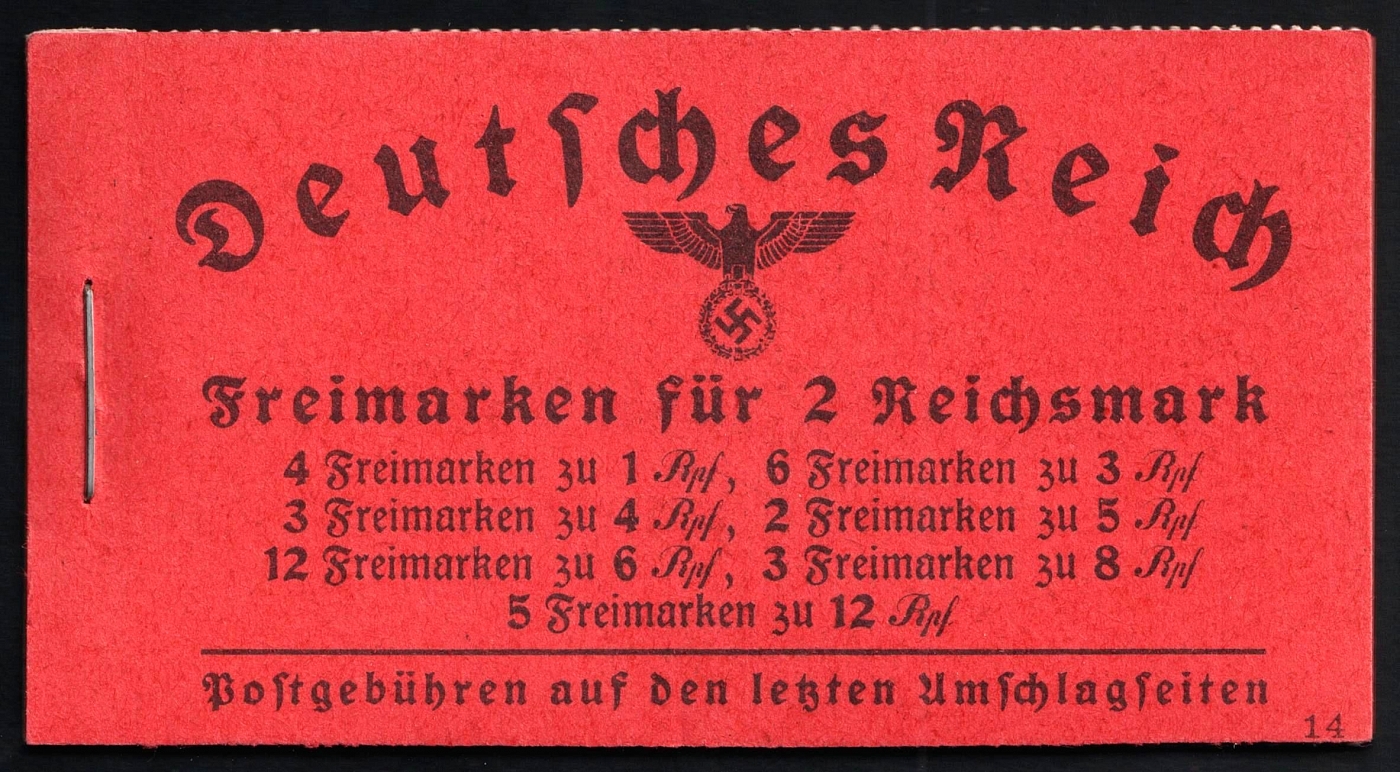 Deutſches Reich
Freimarken für 2 Reichsmark
4 Freimarken zu 1 Rpf, 6 Freimarken zu 3 Rpf
3 Freimarken zu 4 Rpf, 2 Freimarken zu 5 Rpf
12 Freimarken zu 6 Rpf, 3 Freimarken zu 8 Rpf
5 Freimarken zu 12 Rpf
Poſtgebühren auf den letzten Umſchlagſeiten
14